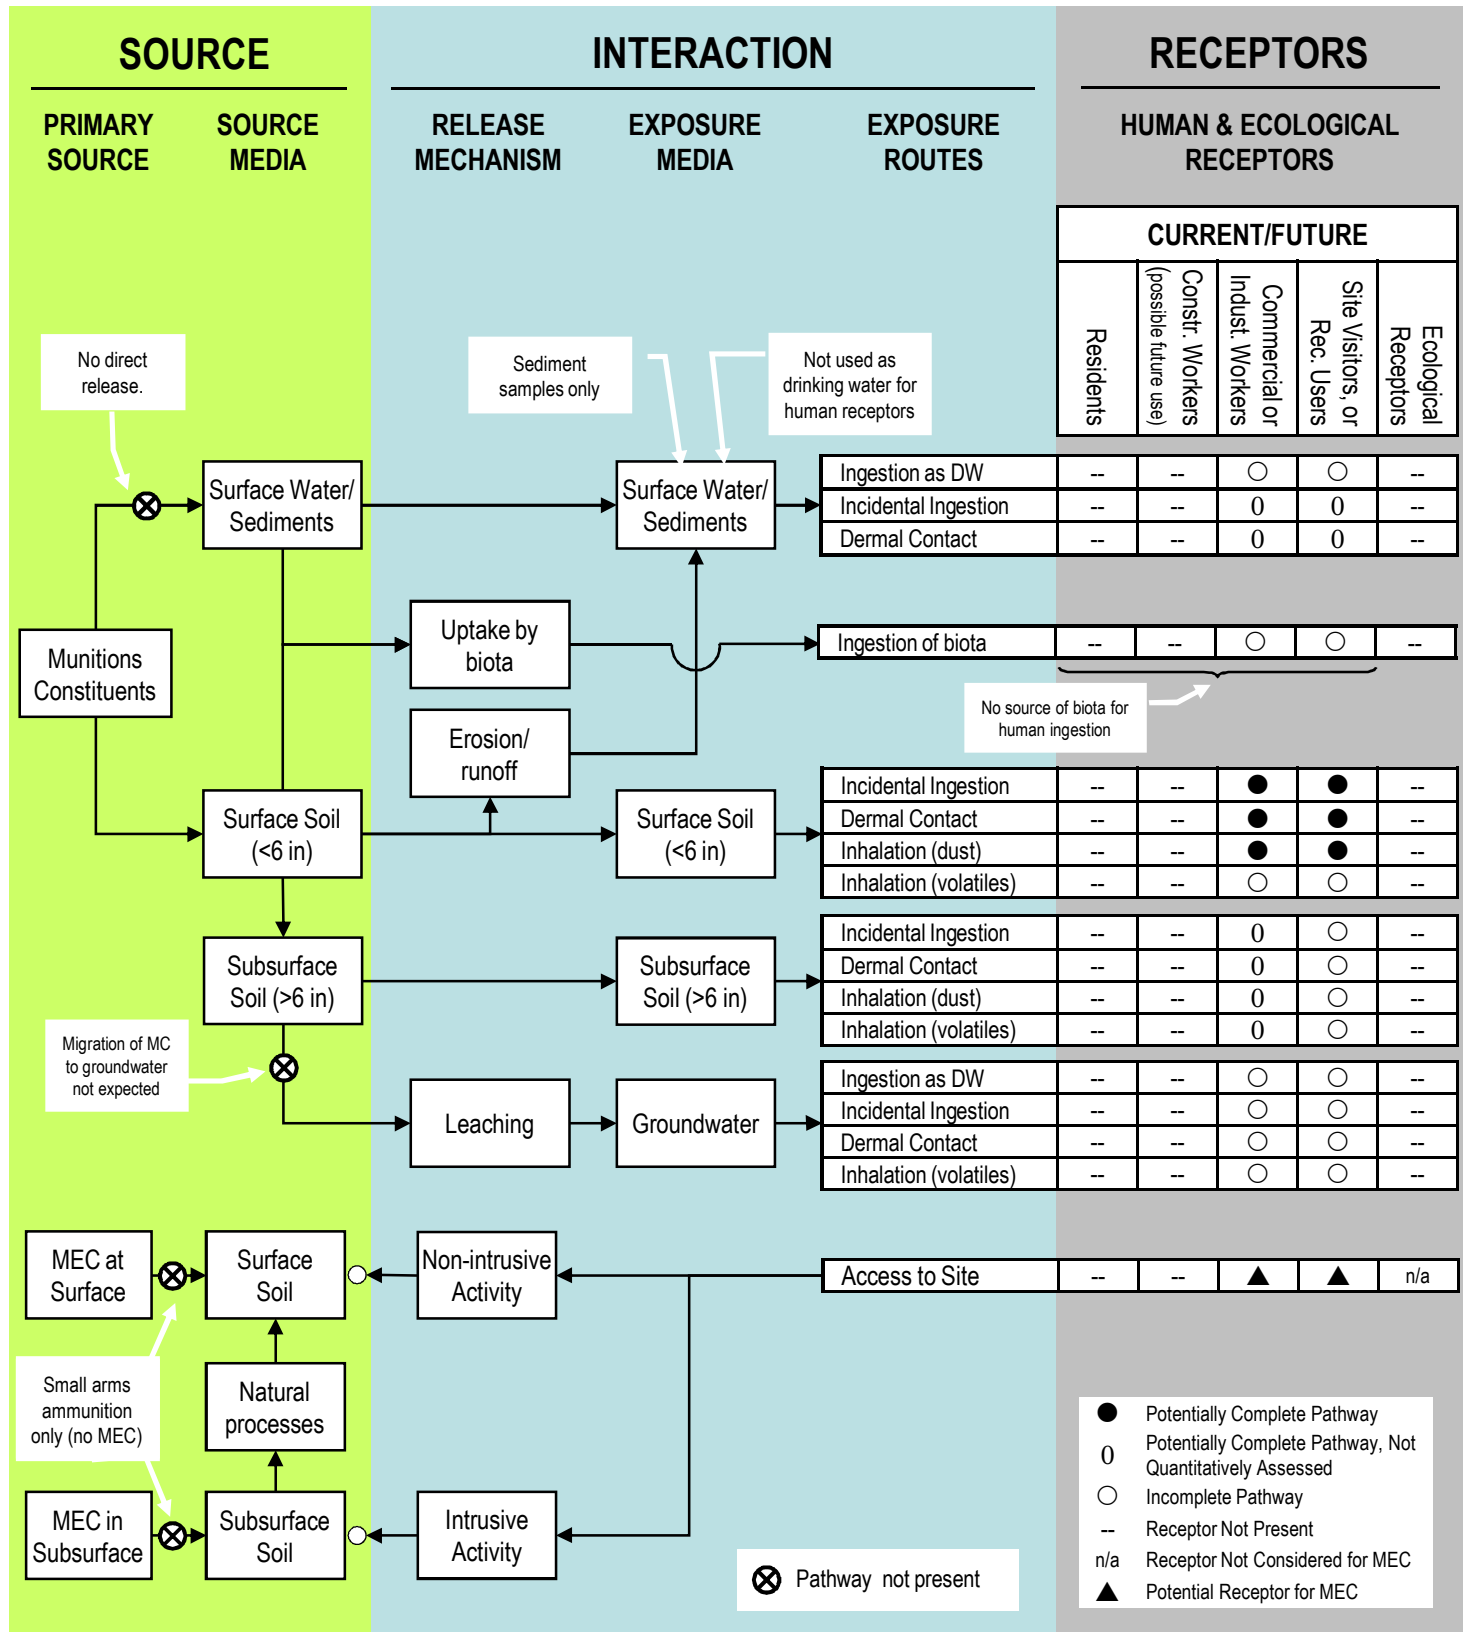 SOURCE
INTERACTION
RECEPTORS
PRIMARY
SOURCE
SOURCE
MEDIA
RELEASE
MECHANISM
EXPOSURE
MEDIA
EXPOSURE
ROUTES
HUMAN & ECOLOGICAL
RECEPTORS
CURRENT/FUTURE
Residents
Constr. Workers
(possible future use)
Commercial or
Indust. Workers
Site Visitors, or
Rec. Users
Ecological
Receptors
No direct
release.
Sediment
samples only
Not used as
drinking water for
human receptors
Surface Water/
Sediments
Surface Water/
Sediments
Ingestion as DW -- -- ○ ○ --
Incidental Ingestion -- -- 0 0 --
Dermal Contact -- -- 0 0 --
Munitions
Constituents
Uptake by
biota
Ingestion of biota -- -- ○ ○ --
No source of biota for
human ingestion
Erosion/
runoff
Surface Soil
(<6 in)
Surface Soil
(<6 in)
Incidental Ingestion -- -- ● ● --
Dermal Contact -- -- ● ● --
Inhalation (dust) -- -- ● ● --
Inhalation (volatiles) -- -- ○ ○ --
Subsurface
Soil (>6 in)
Subsurface
Soil (>6 in)
Incidental Ingestion -- -- 0 ○ --
Dermal Contact -- -- 0 ○ --
Inhalation (dust) -- -- 0 ○ --
Inhalation (volatiles) -- -- 0 ○ --
Migration of MC
to groundwater
not expected
Leaching
Groundwater
Ingestion as DW -- -- ○ ○ --
Incidental Ingestion -- -- ○ ○ --
Dermal Contact -- -- ○ ○ --
Inhalation (volatiles) -- -- ○ ○ --
MEC at
Surface
Surface
Soil
Non-intrusive
Activity
Access to Site -- -- ▲ ▲ n/a
Small arms
ammunition
only (no MEC)
Natural
processes
MEC in
Subsurface
Subsurface
Soil
Intrusive
Activity
⊗ Pathway not present
● Potentially Complete Pathway
0 Potentially Complete Pathway, Not
Quantitatively Assessed
○ Incomplete Pathway
-- Receptor Not Present
n/a Receptor Not Considered for MEC
▲ Potential Receptor for MEC